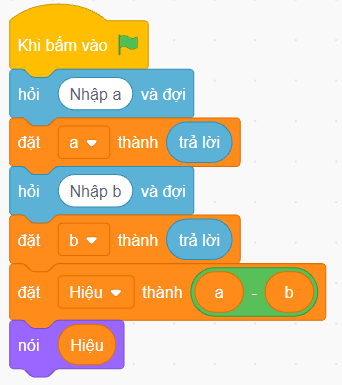 Khi bấm vào
hỏi Nhập a và đợi
đặt a thành trả lời
hỏi Nhập b và đợi
đặt b thành trả lời
đặt Hiệu thành a - b
nói Hiệu